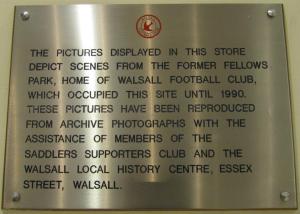 THE PICTURES DISPLAYED IN THIS STORE
DEPICT SCENES FROM THE FORMER FELLOWS
PARK, HOME OF WALSALL FOOTBALL CLUB,
WHICH OCCUPIED THIS SITE UNTIL 1990.
THESE PICTURES HAVE BEEN REPRODUCED
FROM ARCHIVE PHOTOGRAPHS WITH THE
ASSISTANCE OF MEMBERS OF THE
SADDLERS SUPPORTERS CLUB AND THE
WALSALL LOCAL HISTORY CENTRE, ESSEX
STREET, WALSALL.